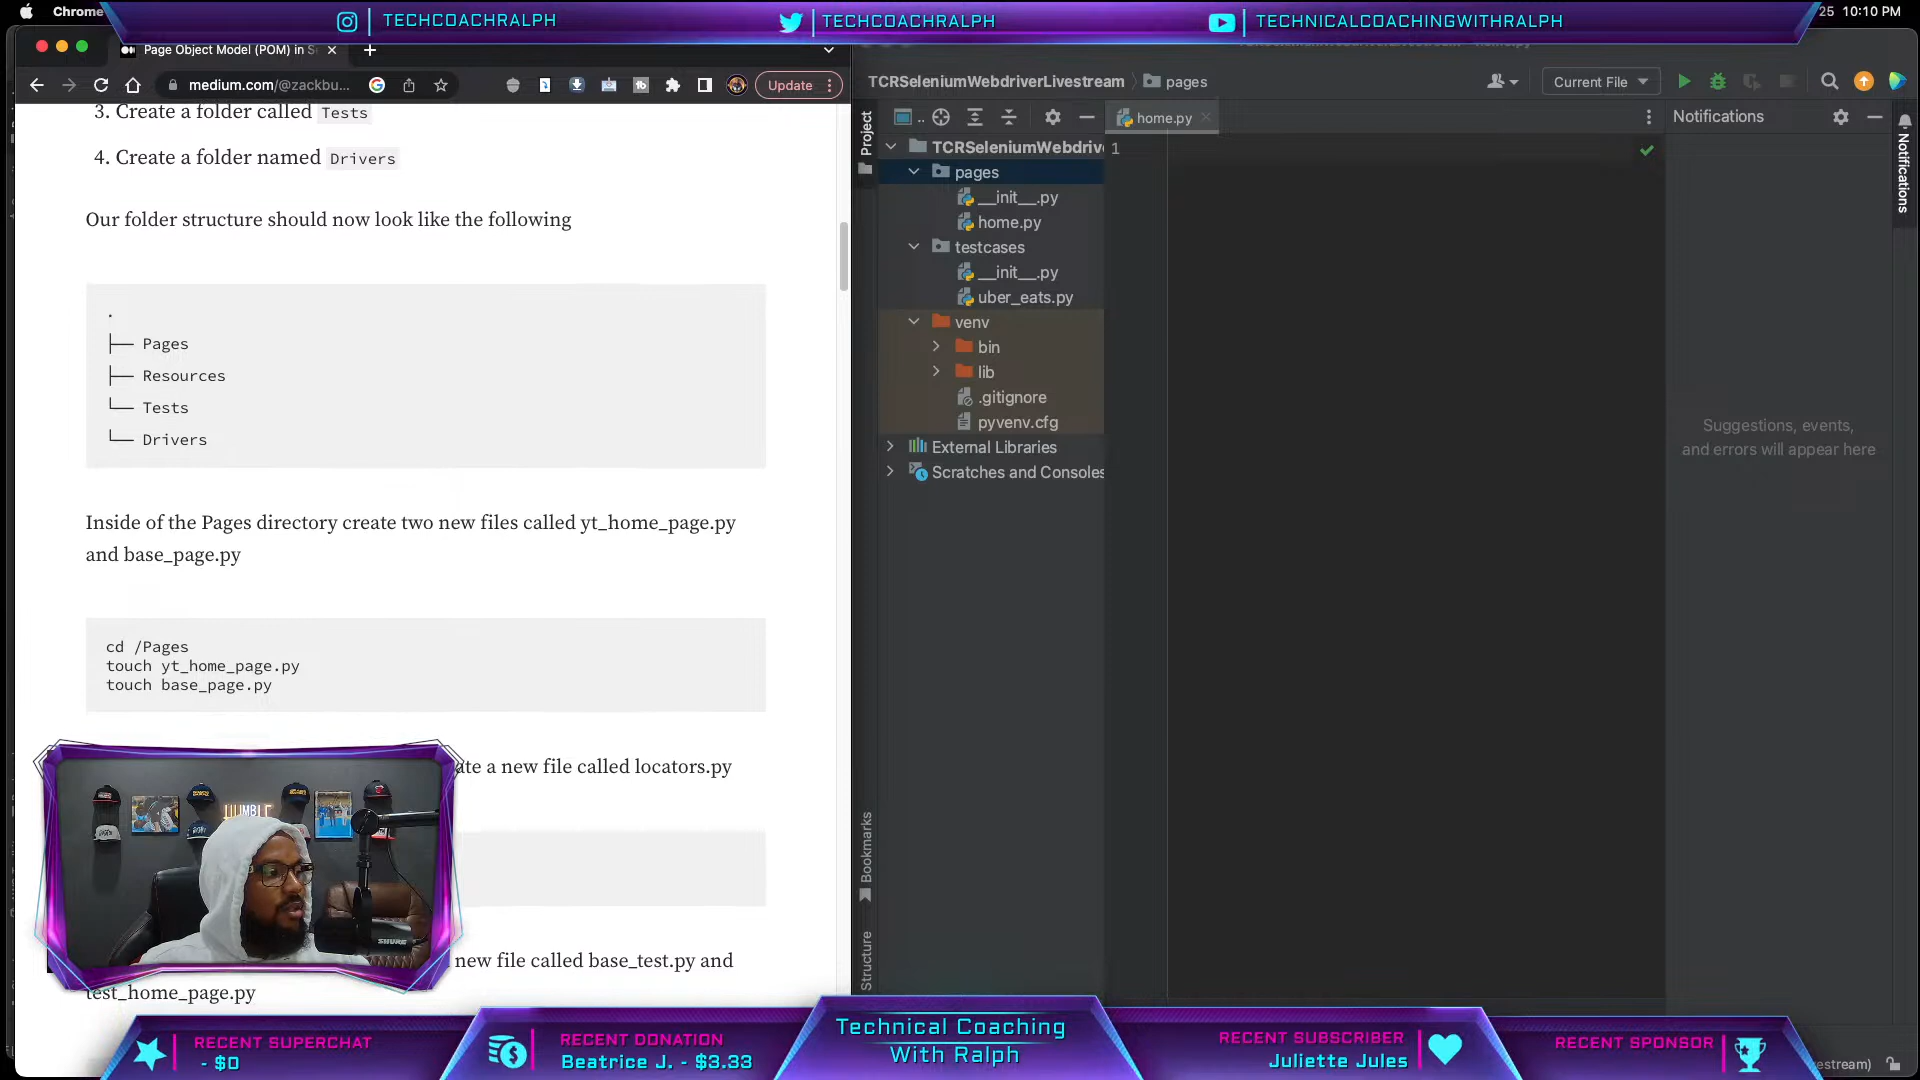 TECHCOACHRALPH
TECHCOACHRALPH
TECHNICALCOACHINGWITHRALPH
Chrome
25 10:10 PM
Page Object Model (POM) in S
medium.com/@zackbu...
Update
3. Create a folder called Tests
4. Create a folder named Drivers
Our folder structure should now look like the following
.
├── Pages
├── Resources
└── Tests
└── Drivers
Inside of the Pages directory create two new files called yt_home_page.py
and base_page.py
cd /Pages
touch yt_home_page.py
touch base_page.py
ate a new file called locators.py
new file called base_test.py and
test_home_page.py
HUMBLE
SHURE
TCRSeleniumWebdriverLivestream
pages
Current File
Project
home.py
Notifications
1
TCRSeleniumWebdrive
pages
__init__.py
home.py
testcases
__init__.py
uber_eats.py
venv
bin
lib
.gitignore
pyvenv.cfg
External Libraries
Scratches and Consoles
Notifications
Suggestions, events,
and errors will appear here
Bookmarks
Structure
RECENT SUPERCHAT
- $0
RECENT DONATION
Beatrice J. - $3.33
Technical Coaching
With Ralph
RECENT SUBSCRIBER
Juliette Jules
RECENT SPONSOR
estream)